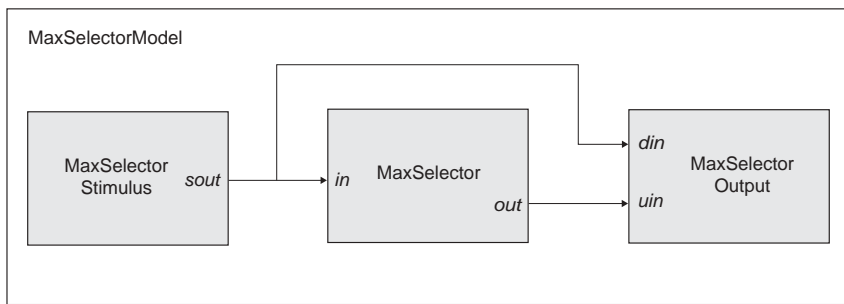 MaxSelectorModel
MaxSelector
Stimulus
sout
in
MaxSelector
out
din
MaxSelector
Output
uin